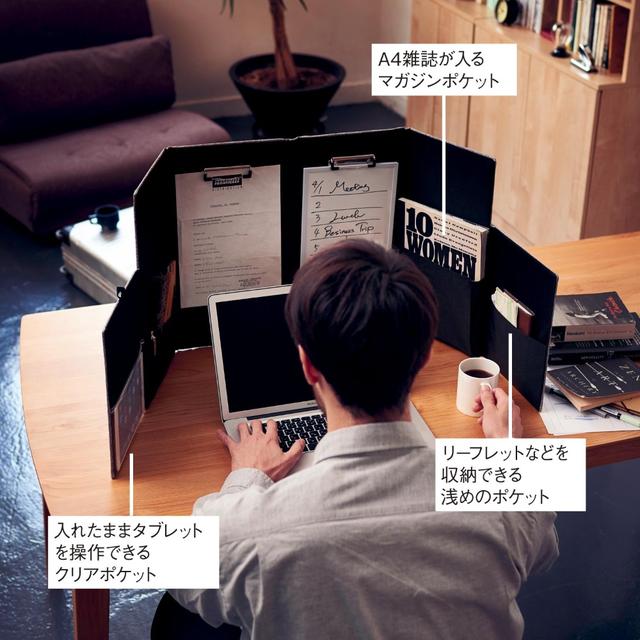 A4雑誌が入る
マガジンポケット
4/1 Meeting
2
3 Lunch
4 Business Trip
5
10
WOMEN
リーフレットなどを
収納できる
浅めのポケット
入れたままタブレット
を操作できる
クリアポケット